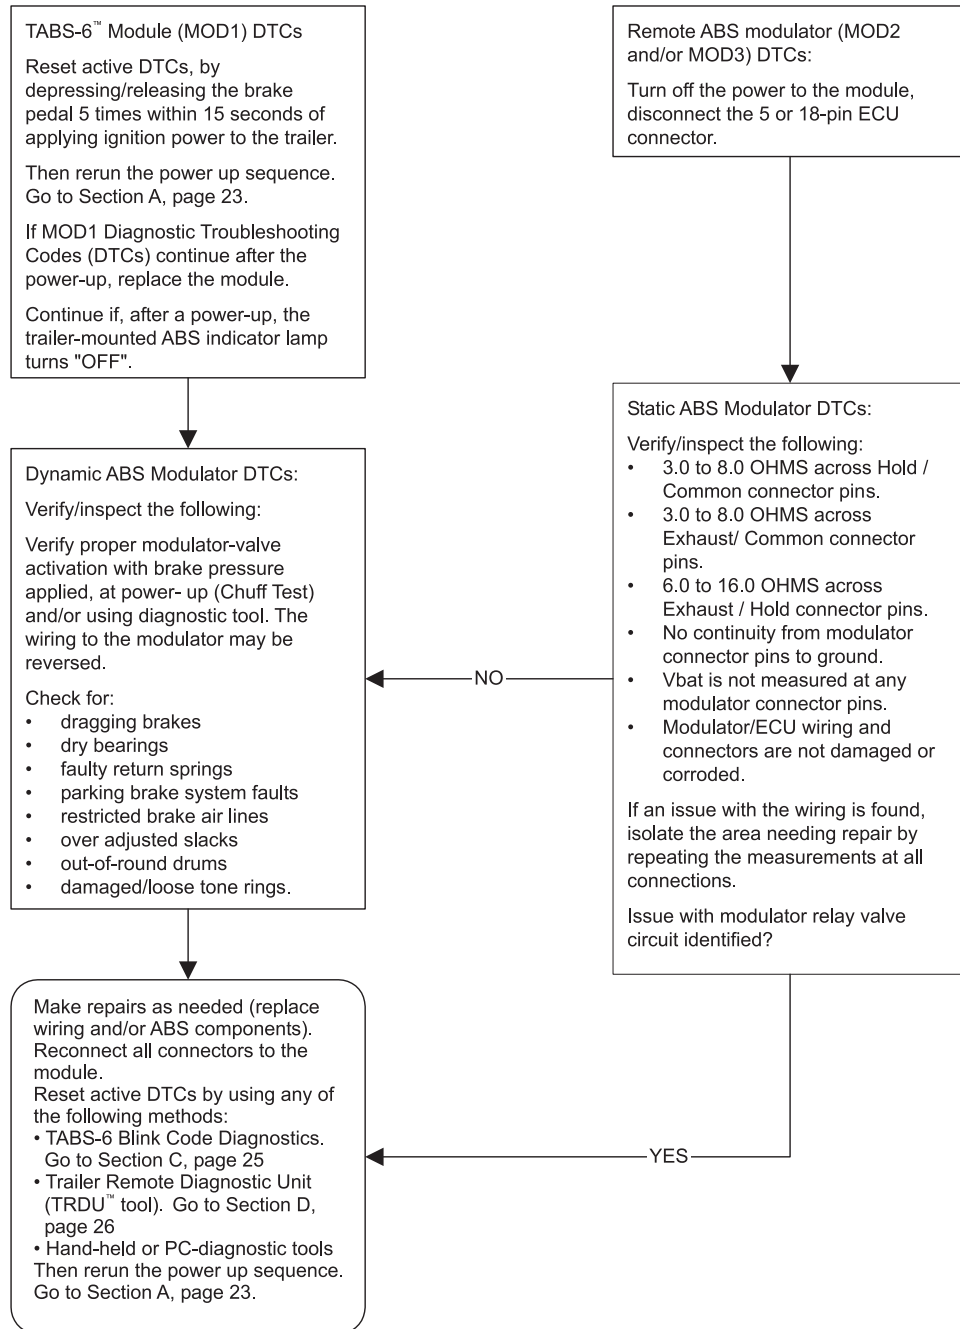 TABS-6™ Module (MOD1) DTCs
Reset active DTCs, by
depressing/releasing the brake
pedal 5 times within 15 seconds of
applying ignition power to the trailer.
Then rerun the power up sequence.
Go to Section A, page 23.
If MOD1 Diagnostic Troubleshooting
Codes (DTCs) continue after the
power-up, replace the module.
Continue if, after a power-up, the
trailer-mounted ABS indicator lamp
turns "OFF".
Remote ABS modulator (MOD2
and/or MOD3) DTCs:
Turn off the power to the module,
disconnect the 5 or 18-pin ECU
connector.
Static ABS Modulator DTCs:
Verify/inspect the following:
• 3.0 to 8.0 OHMS across Hold /
Common connector pins.
• 3.0 to 8.0 OHMS across
Exhaust/ Common connector
pins.
• 6.0 to 16.0 OHMS across
Exhaust / Hold connector pins.
• No continuity from modulator
connector pins to ground.
• Vbat is not measured at any
modulator connector pins.
• Modulator/ECU wiring and
connectors are not damaged or
corroded.
If an issue with the wiring is found,
isolate the area needing repair by
repeating the measurements at all
connections.
Issue with modulator relay valve
circuit identified?
NO
Dynamic ABS Modulator DTCs:
Verify/inspect the following:
Verify proper modulator-valve
activation with brake pressure
applied, at power- up (Chuff Test)
and/or using diagnostic tool. The
wiring to the modulator may be
reversed.
Check for:
• dragging brakes
• dry bearings
• faulty return springs
• parking brake system faults
• restricted brake air lines
• over adjusted slacks
• out-of-round drums
• damaged/loose tone rings.
YES
Make repairs as needed (replace
wiring and/or ABS components).
Reconnect all connectors to the
module.
Reset active DTCs by using any of
the following methods:
• TABS-6 Blink Code Diagnostics.
Go to Section C, page 25
• Trailer Remote Diagnostic Unit
(TRDU™ tool). Go to Section D,
page 26
• Hand-held or PC-diagnostic tools
Then rerun the power up sequence.
Go to Section A, page 23.